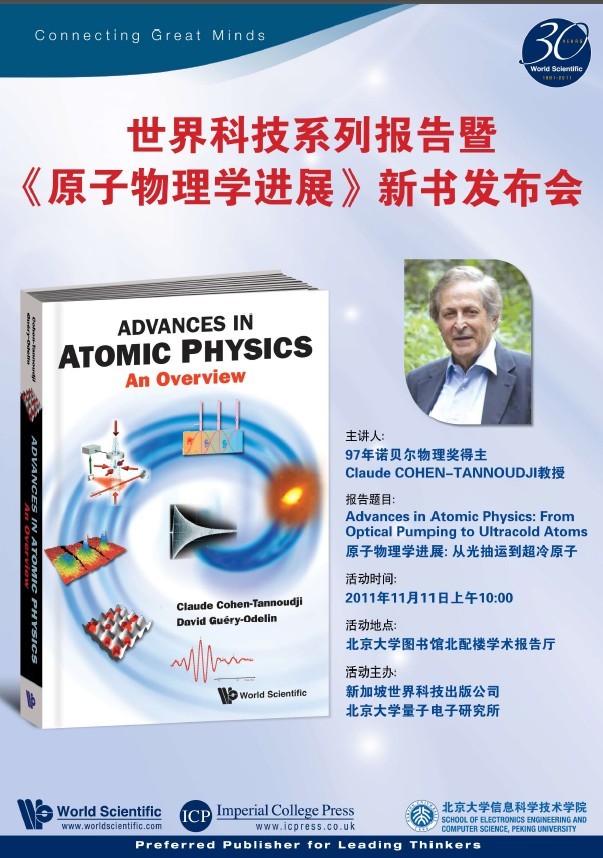 Connecting Great Minds
30
YEARS
World Scientific
1981-2011
世界科技系列报告暨
《原子物理学进展》新书发布会
Cohen-Tannoudji
Guéry-Odelin
ADVANCES IN ATOMIC PHYSICS
An Overview
ADVANCES IN
ATOMIC PHYSICS
An Overview
Claude Cohen-Tannoudji
David Guéry-Odelin
World Scientific
主讲人:
97年诺贝尔物理奖得主
Claude COHEN-TANNOUDJI教授
报告题目:
Advances in Atomic Physics: From
Optical Pumping to Ultracold Atoms
原子物理学进展: 从光抽运到超冷原子
活动时间:
2011年11月11日上午10:00
活动地点:
北京大学图书馆北配楼学术报告厅
活动主办:
新加坡世界科技出版公司
北京大学量子电子研究所
World Scientific
www.worldscientific.com
ICP
Imperial College Press
www.icpress.co.uk
北京大学信息科学技术学院
SCHOOL OF ELECTRONICS ENGINEERING AND
COMPUTER SCIENCE, PEKING UNIVERSITY
Preferred Publisher for Leading Thinkers